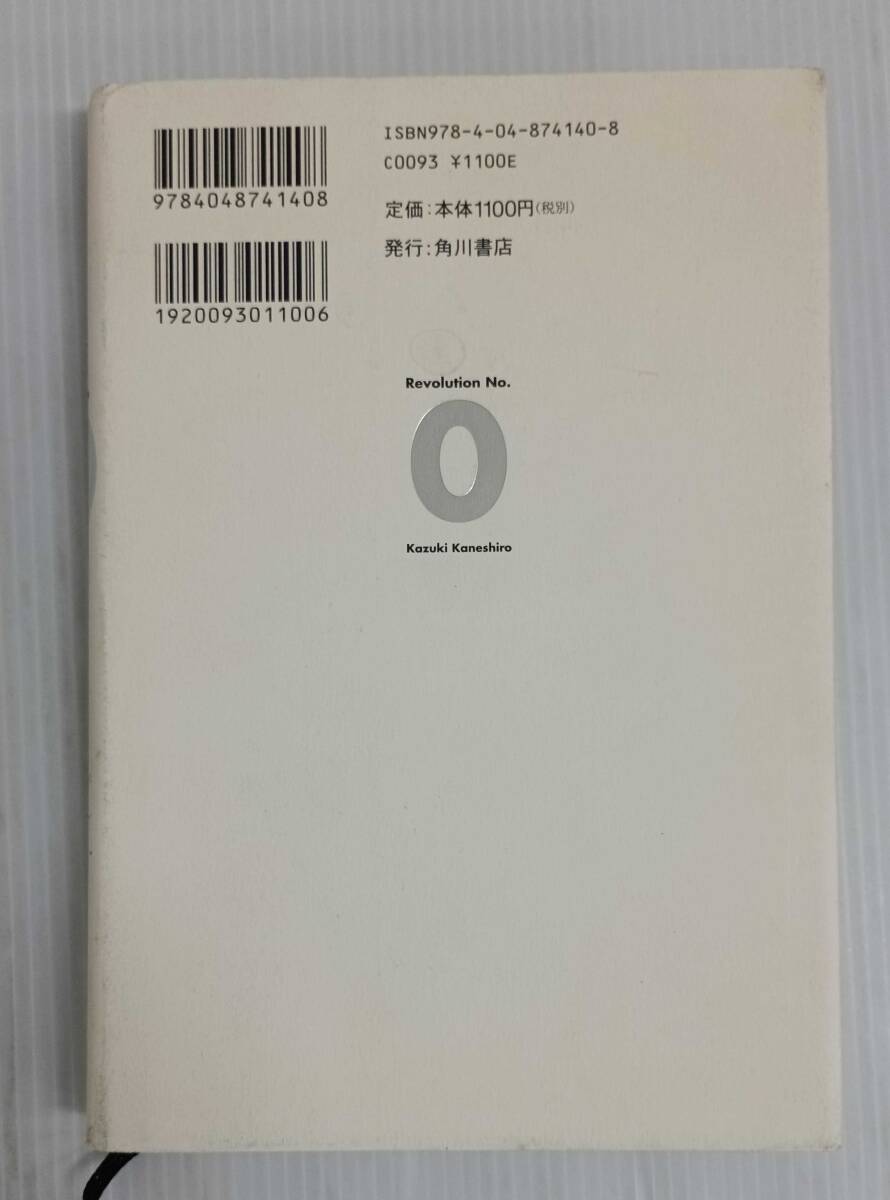 ISBN978-4-04-874140-8
C0093 ¥1100E
9784048741408
定価:本体1100円(税別)
発行:角川書店
1920093011006
Revolution No.
0
Kazuki Kaneshiro